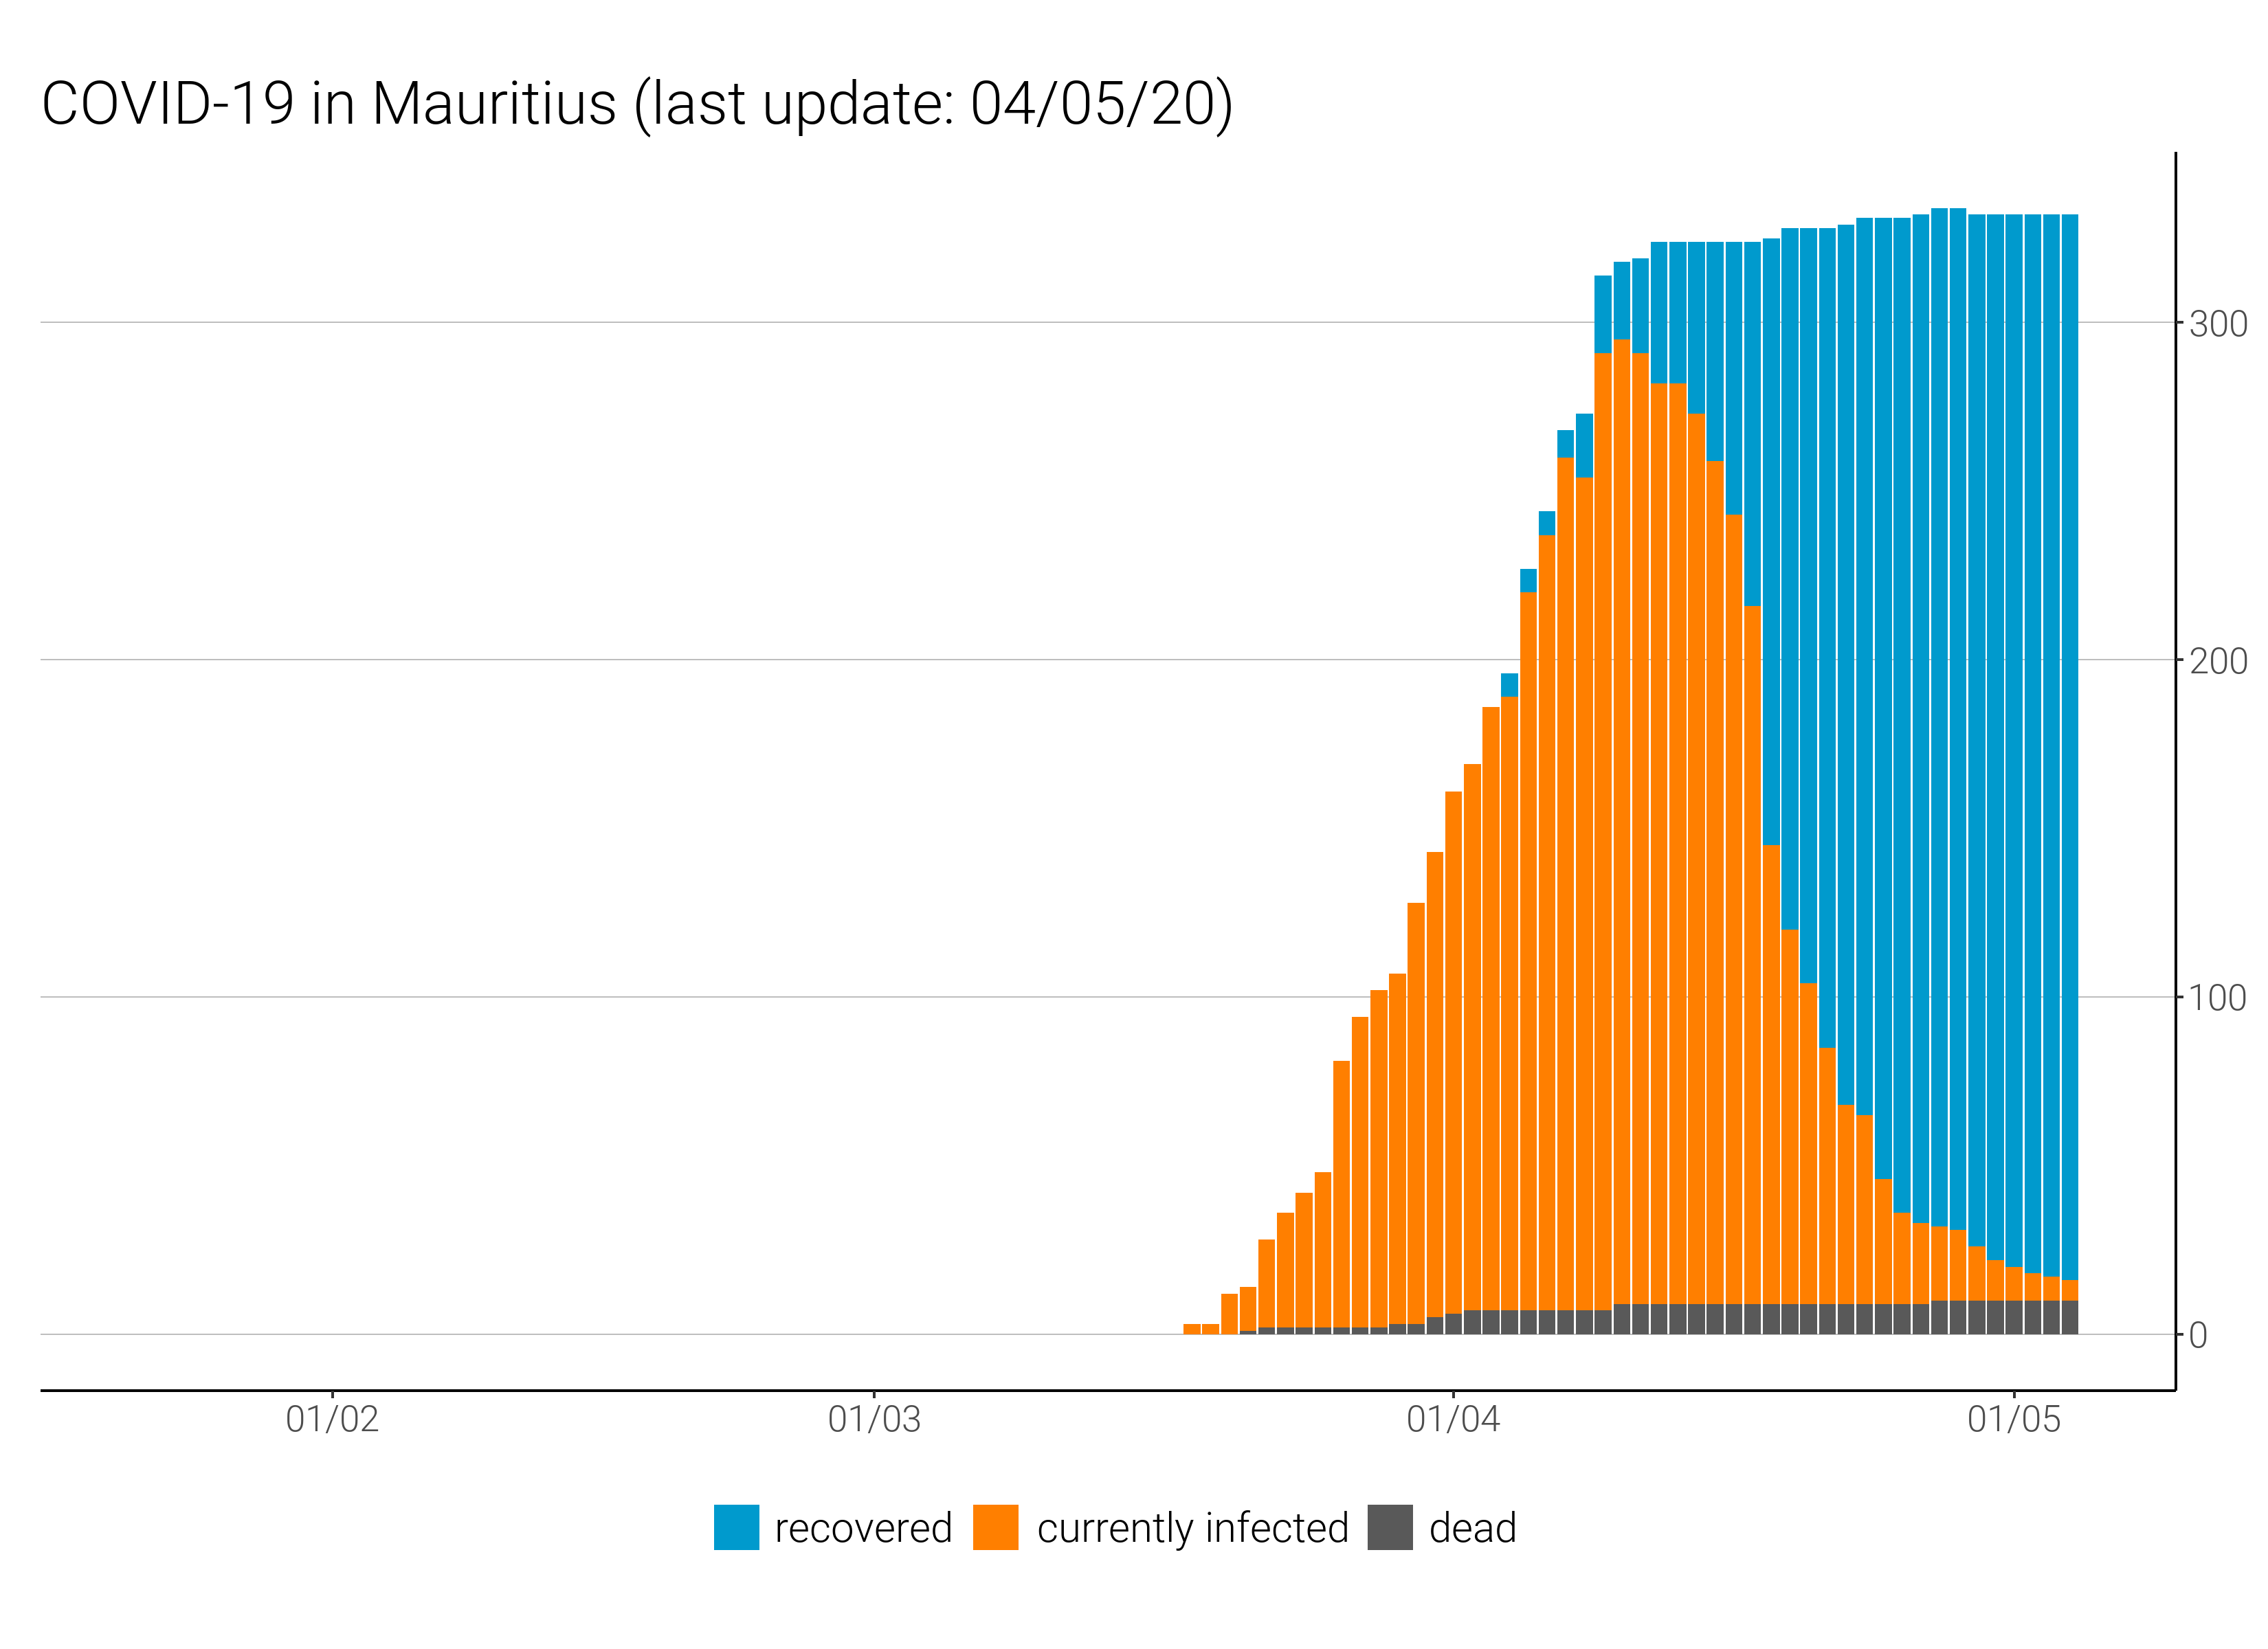 COVID-19 in Mauritius (last update: 04/05/20)
300
200
100
0
01/02 01/03 01/04 01/05
recovered currently infected dead